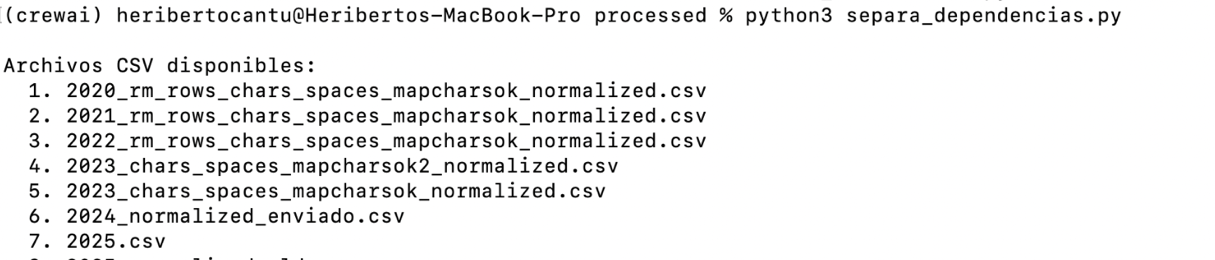 (crewai) heribertocantu@Heribertos-MacBook-Pro processed % python3 separa_dependencias.py
Archivos CSV disponibles:
1. 2020_rm_rows_chars_spaces_mapcharsok_normalized.csv
2. 2021_rm_rows_chars_spaces_mapcharsok_normalized.csv
3. 2022_rm_rows_chars_spaces_mapcharsok_normalized.csv
4. 2023_chars_spaces_mapcharsok2_normalized.csv
5. 2023_chars_spaces_mapcharsok_normalized.csv
6. 2024_normalized_enviado.csv
7. 2025.csv